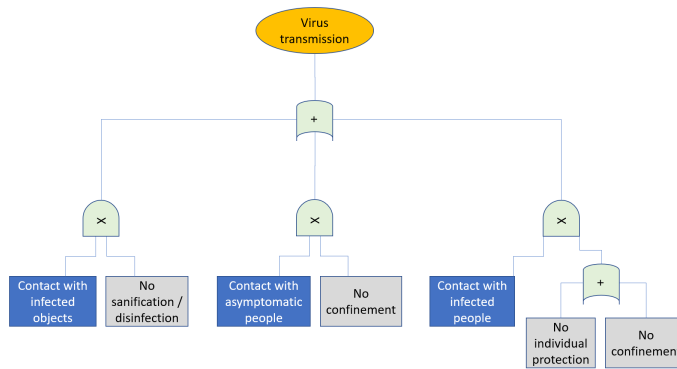 Virus
transmission
+
X
X
X
Contact with
infected
objects
No
sanification /
disinfection
Contact with
asymptomatic
people
No
confinement
Contact with
infected
people
+
No
individual
protection
No
confinement